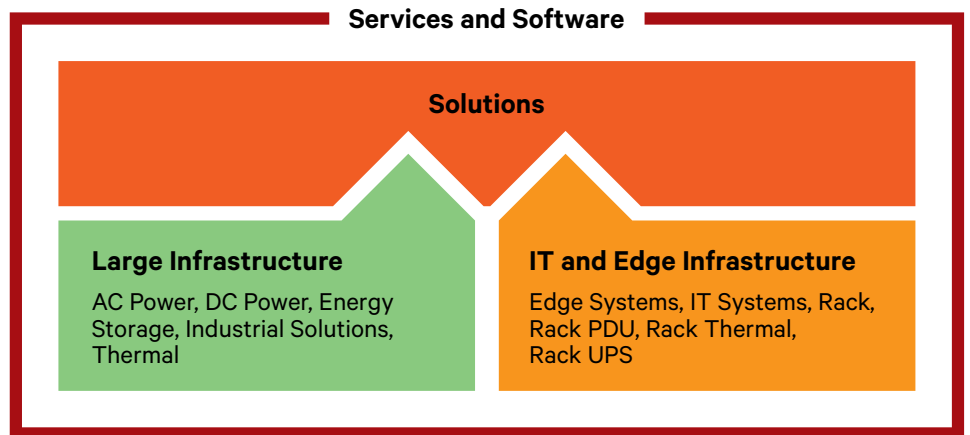 Services and Software
Solutions
Large Infrastructure
AC Power, DC Power, Energy
Storage, Industrial Solutions,
Thermal
IT and Edge Infrastructure
Edge Systems, IT Systems, Rack,
Rack PDU, Rack Thermal,
Rack UPS